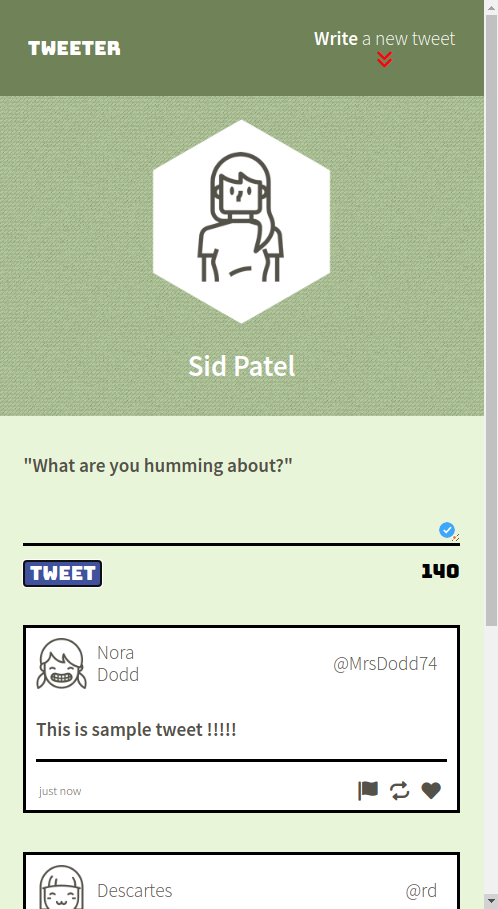 TWEETER
Write a new tweet
Sid Patel
"What are you humming about?"
TWEET
140
Nora
Dodd
@MrsDodd74
This is sample tweet !!!!!
just now
Descartes
@rd